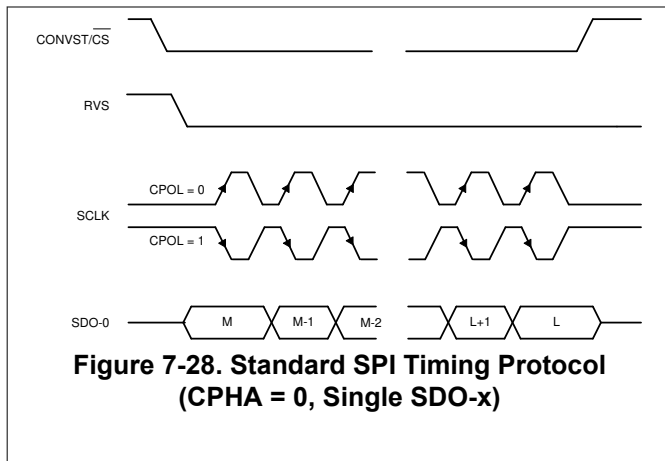 CONVST/CS
RVS
CPOL = 0
SCLK
CPOL = 1
SDO-0 M M-1 M-2 L+1 L
Figure 7-28. Standard SPI Timing Protocol
(CPHA = 0, Single SDO-x)